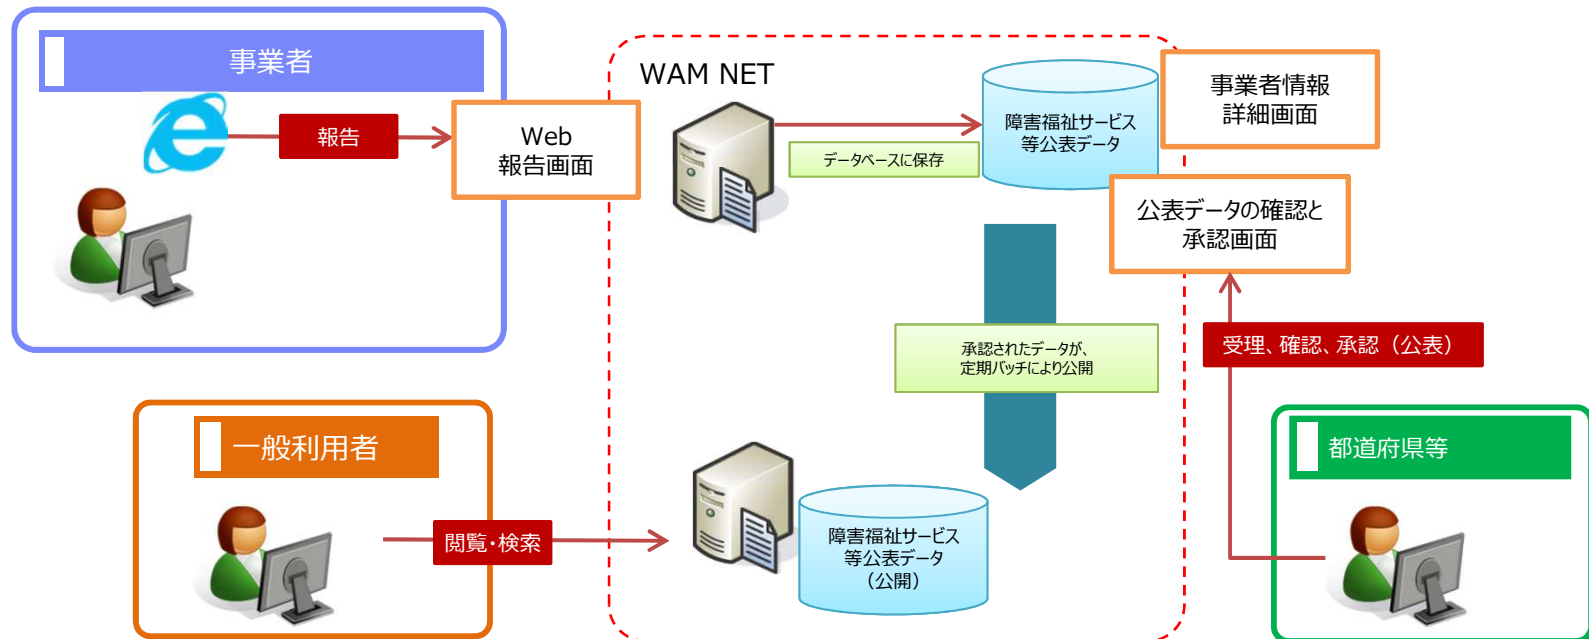 事業者
報告
Web
報告画面
WAM NET
データベースに保存
障害福祉サービス
等公表データ
事業者情報
詳細画面
公表データの確認と
承認画面
承認されたデータが、
定期バッチにより公開
受理、確認、承認（公表）
一般利用者
閲覧・検索
障害福祉サービス
等公表データ
（公開）
都道府県等